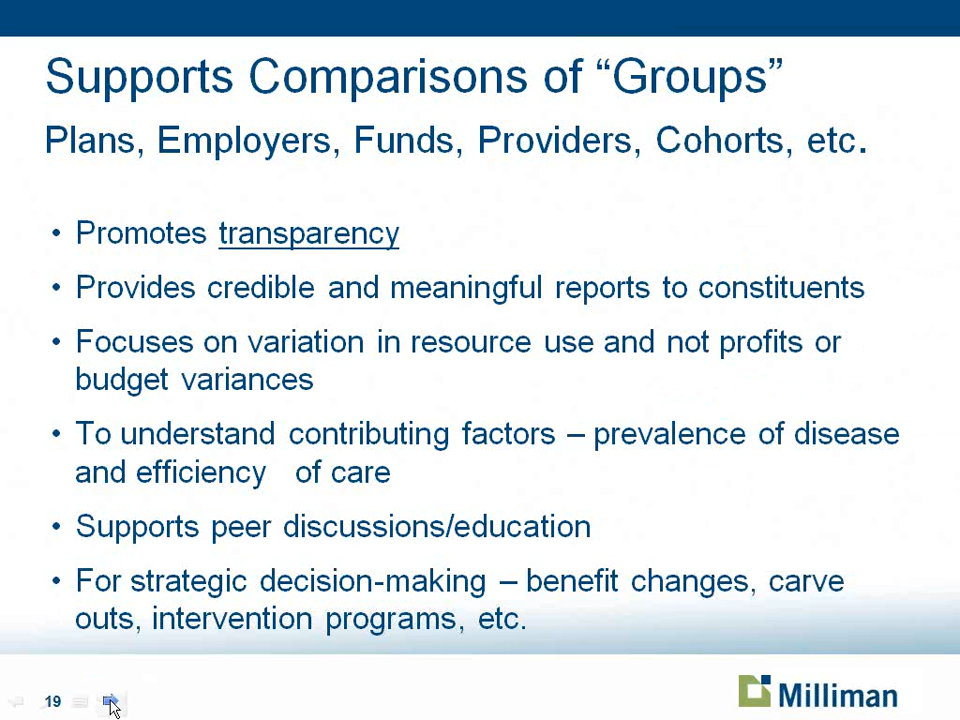 Supports Comparisons of “Groups”
Plans, Employers, Funds, Providers, Cohorts, etc.
• Promotes transparency
• Provides credible and meaningful reports to constituents
• Focuses on variation in resource use and not profits or
budget variances
• To understand contributing factors – prevalence of disease
and efficiency of care
• Supports peer discussions/education
• For strategic decision-making – benefit changes, carve
outs, intervention programs, etc.
19
Milliman